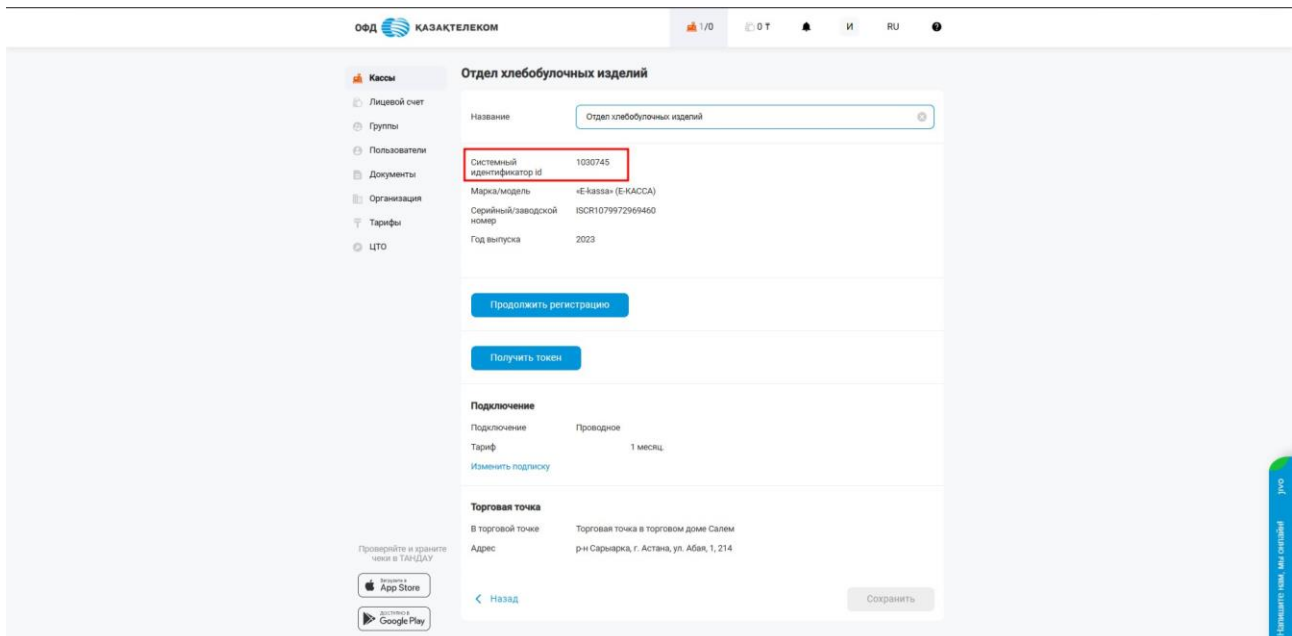 ОФД ҚАЗАҚТЕЛЕКОМ
1/0
0 ₸
И
RU
?
Кассы
Лицевой счет
Группы
Пользователи
Документы
Организация
Тарифы
ЦТО
Отдел хлебобулочных изделий
Название
Отдел хлебобулочных изделий
Системный
идентификатор id
1030745
Марка/модель
«E-kassa» (E-КАССА)
Серийный/заводской
номер
ISCR1079972969460
Год выпуска
2023
Продолжить регистрацию
Получить токен
Подключение
Подключение
Проводное
Тариф
1 месяц.
Изменить подписку
Торговая точка
В торговой точке
Торговая точка в торговом доме Салем
Адрес
р-н Сарыарка, г. Астана, ул. Абая, 1, 214
Назад
Сохранить
Проверяйте и храните
чеки в ТАНДАУ
Загрузите в
App Store
ДОСТУПНО В
Google Play
Напишите нам, мы онлайн!
jivo